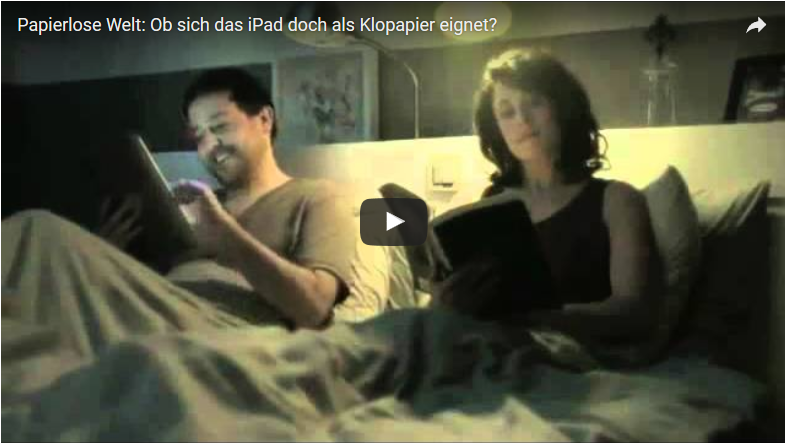 Papierlose Welt: Ob sich das iPad doch als Klopapier eignet?